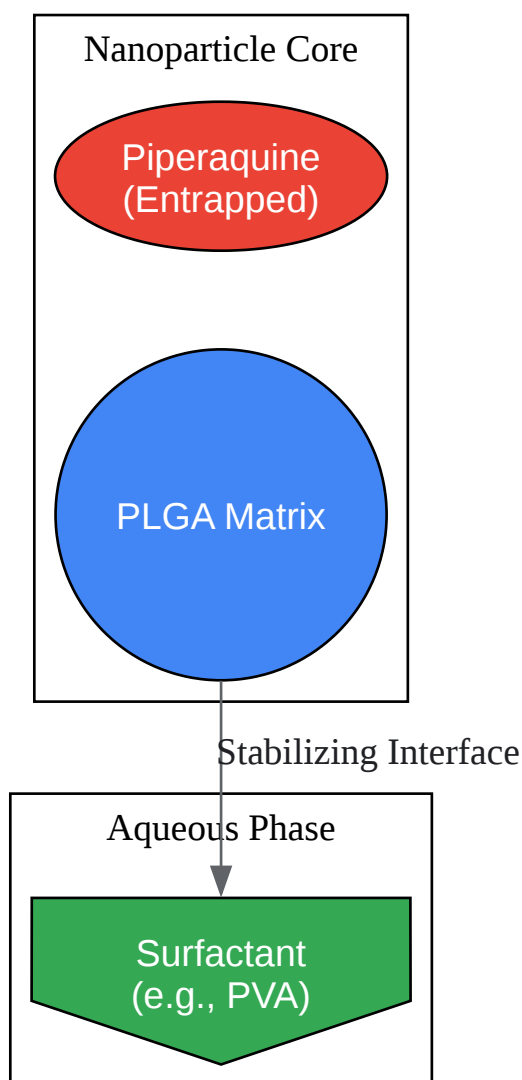 Nanoparticle Core
Piperaquine
(Entrapped)
PLGA Matrix
Stabilizing Interface
Aqueous Phase
Surfactant
(e.g., PVA)